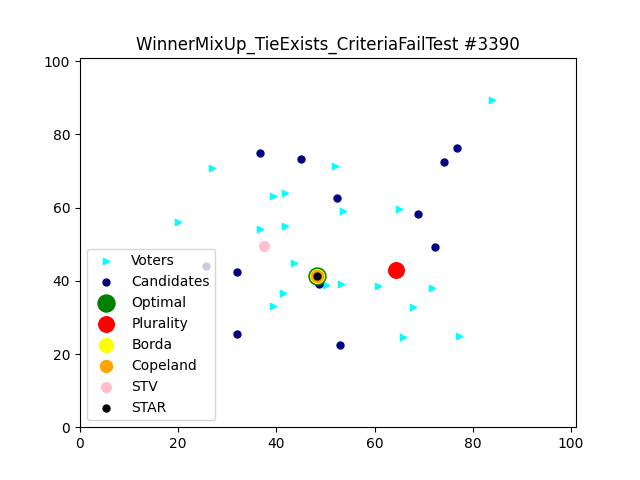 WinnerMixUp_TieExists_CriteriaFailTest #3390
100
80
60
40
20
0
Voters
Candidates
Optimal
Plurality
Borda
Copeland
STV
STAR
0 20 40 60 80 100